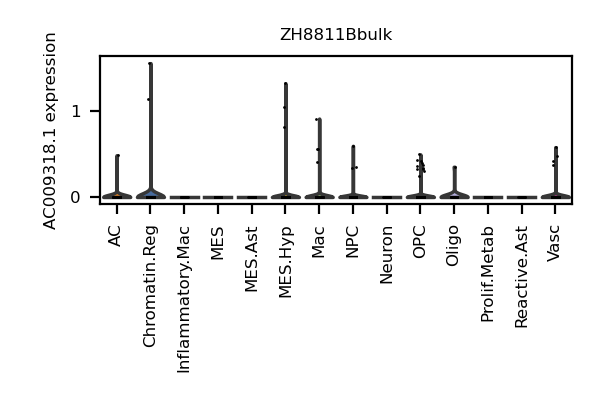 ZH8811Bbulk
AC009318.1 expression
1
0
AC
Chromatin.Reg
Inflammatory.Mac
MES
MES.Ast
MES.Hyp
Mac
NPC
Neuron
OPC
Oligo
Prolif.Metab
Reactive.Ast
Vasc